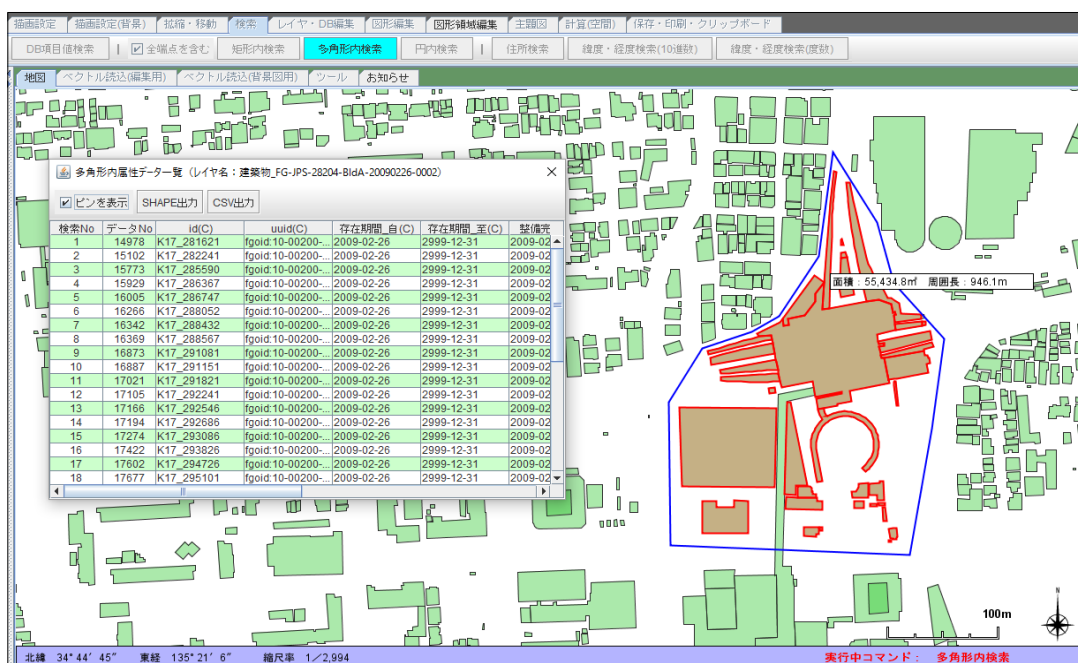 描画設定 描画設定(背景) 拡縮・移動 検索 レイヤ・DB編集 図形編集 図形領域編集 主題図 計算(空間) 保存・印刷・クリップボード
DB項目値検索 | 全端点を含む 矩形内検索 多角形内検索 円内検索 | 住所検索 緯度・経度検索(10進数) 緯度・経度検索(度数)
地図 ベクトル読込(編集用) ベクトル読込(背景図用) ツール お知らせ
多角形内属性データ一覧（レイヤ名：建築物_FG-JPS-28204-BldA-20090226-0002）
ピンを表示 SHAPE出力 CSV出力
検索No データNo id(C) uuid(C) 存在期間_自(C) 存在期間_至(C) 整備完
1 14978 K17_281621 fgoid:10-00200-... 2009-02-26 2999-12-31 2009-02
2 15102 K17_282241 fgoid:10-00200-... 2009-02-26 2999-12-31 2009-02
3 15773 K17_285590 fgoid:10-00200-... 2009-02-26 2999-12-31 2009-02
4 15929 K17_286367 fgoid:10-00200-... 2009-02-26 2999-12-31 2009-02
5 16005 K17_286747 fgoid:10-00200-... 2009-02-26 2999-12-31 2009-02
6 16266 K17_288052 fgoid:10-00200-... 2009-02-26 2999-12-31 2009-02
7 16342 K17_288432 fgoid:10-00200-... 2009-02-26 2999-12-31 2009-02
8 16369 K17_288567 fgoid:10-00200-... 2009-02-26 2999-12-31 2009-02
9 16873 K17_291081 fgoid:10-00200-... 2009-02-26 2999-12-31 2009-02
10 16887 K17_291151 fgoid:10-00200-... 2009-02-26 2999-12-31 2009-02
11 17021 K17_291821 fgoid:10-00200-... 2009-02-26 2999-12-31 2009-02
12 17105 K17_292241 fgoid:10-00200-... 2009-02-26 2999-12-31 2009-02
13 17166 K17_292546 fgoid:10-00200-... 2009-02-26 2999-12-31 2009-02
14 17194 K17_292686 fgoid:10-00200-... 2009-02-26 2999-12-31 2009-02
15 17274 K17_293086 fgoid:10-00200-... 2009-02-26 2999-12-31 2009-02
16 17422 K17_293826 fgoid:10-00200-... 2009-02-26 2999-12-31 2009-02
17 17602 K17_294726 fgoid:10-00200-... 2009-02-26 2999-12-31 2009-02
18 17677 K17_295101 fgoid:10-00200-... 2009-02-26 2999-12-31 2009-02
面積：55,434.8㎡ 周囲長：946.1m
100m
N
北緯 34°44′45″ 東経 135°21′6″ 縮尺率 1／2,994 実行中コマンド： 多角形内検索